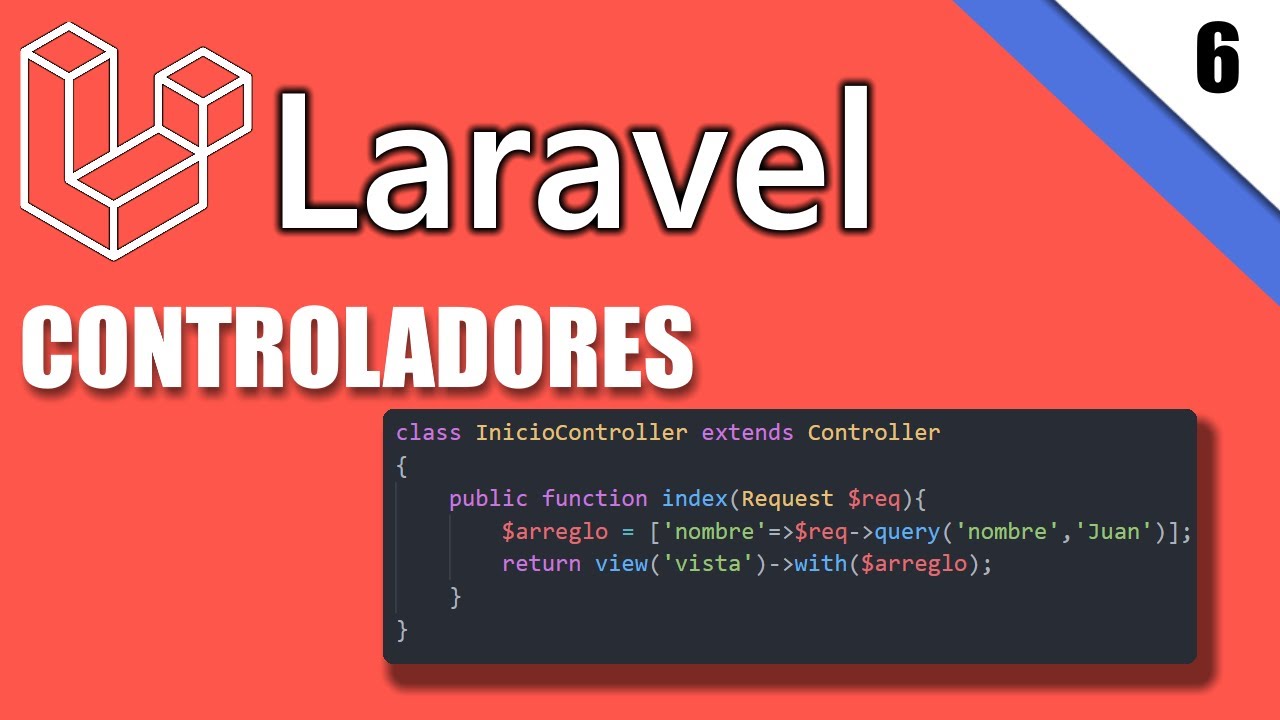 6
Laravel
CONTROLADORES
class InicioController extends Controller
{
    public function index(Request $req){
        $arreglo = ['nombre'=>$req->query('nombre','Juan')];
        return view('vista')->with($arreglo);
    }
}